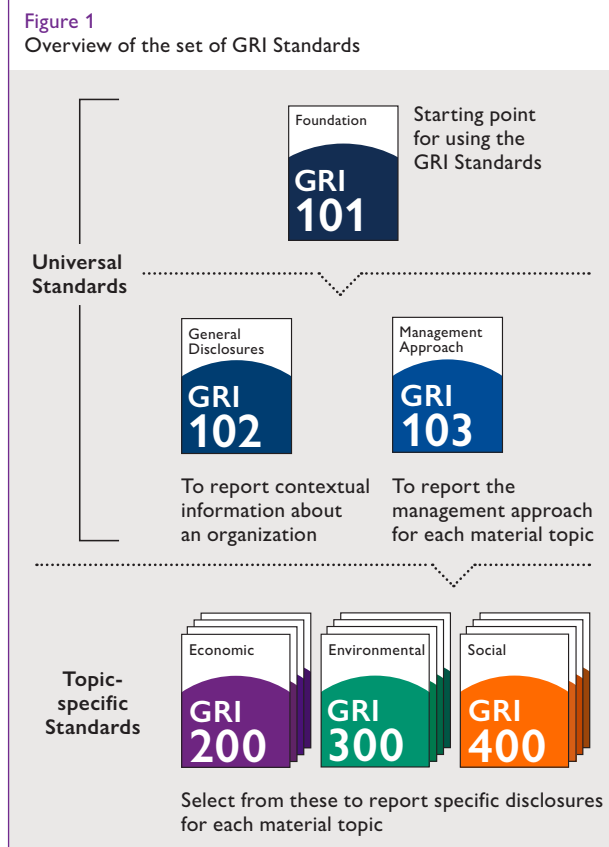 Figure 1
Overview of the set of GRI Standards
Foundation
GRI
101
Starting point
for using the
GRI Standards
Universal
Standards
General
Disclosures
GRI
102
Management
Approach
GRI
103
To report contextual
information about
an organization
To report the
management approach
for each material topic
Topic-
specific
Standards
Economic
GRI
200
Environmental
GRI
300
Social
GRI
400
Select from these to report specific disclosures
for each material topic